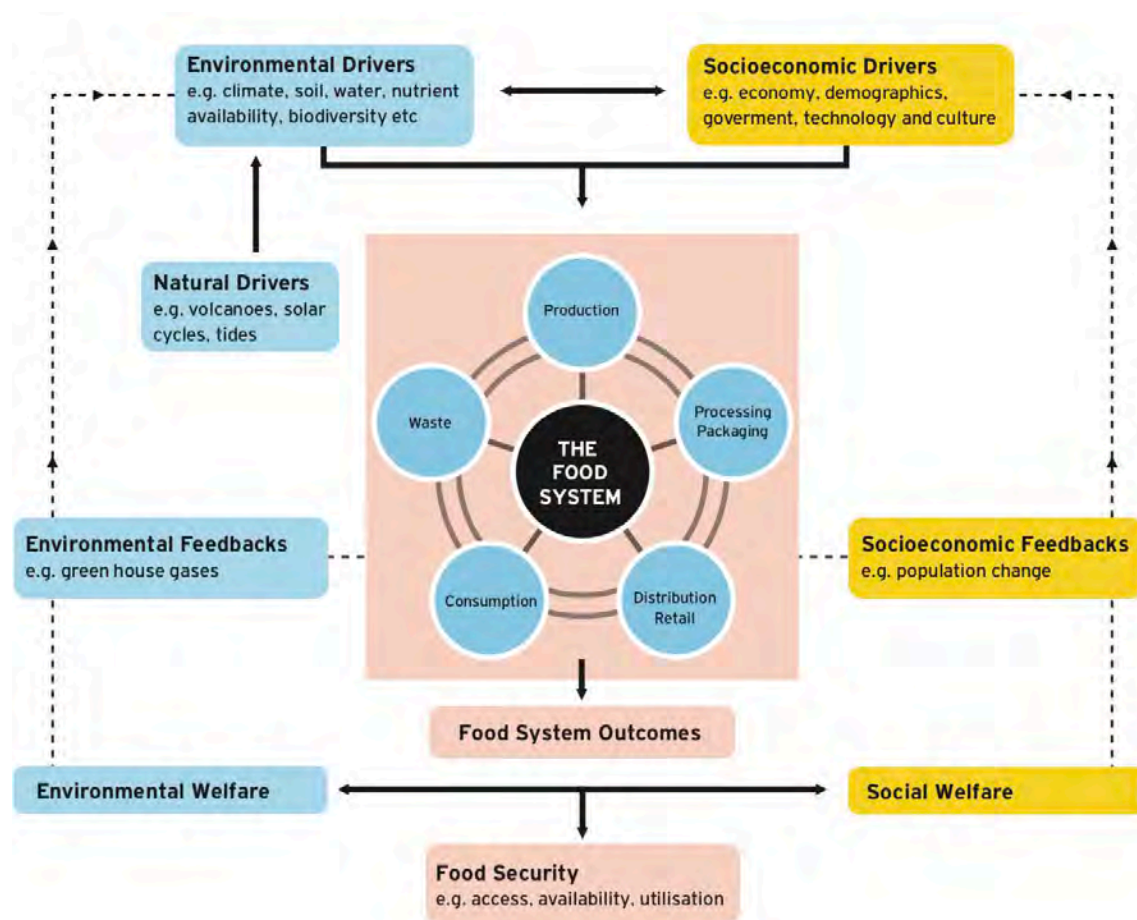 Environmental Drivers
e.g. climate, soil, water, nutrient
availability, biodiversity etc
Socioeconomic Drivers
e.g. economy, demographics,
goverment, technology and culture
Natural Drivers
e.g. volcanoes, solar
cycles, tides
Production
Waste
Processing
Packaging
THE
FOOD
SYSTEM
Environmental Feedbacks
e.g. green house gases
Socioeconomic Feedbacks
e.g. population change
Consumption
Distribution
Retail
Food System Outcomes
Environmental Welfare
Social Welfare
Food Security
e.g. access, availability, utilisation